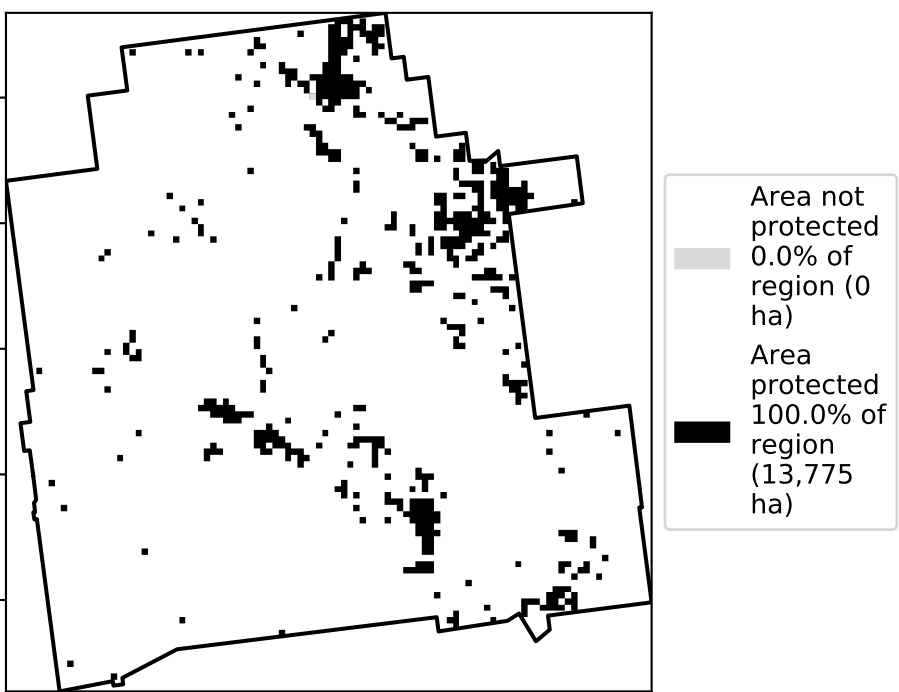 Area not
protected
0.0% of
region (0
ha)
Area
protected
100.0% of
region
(13,775
ha)